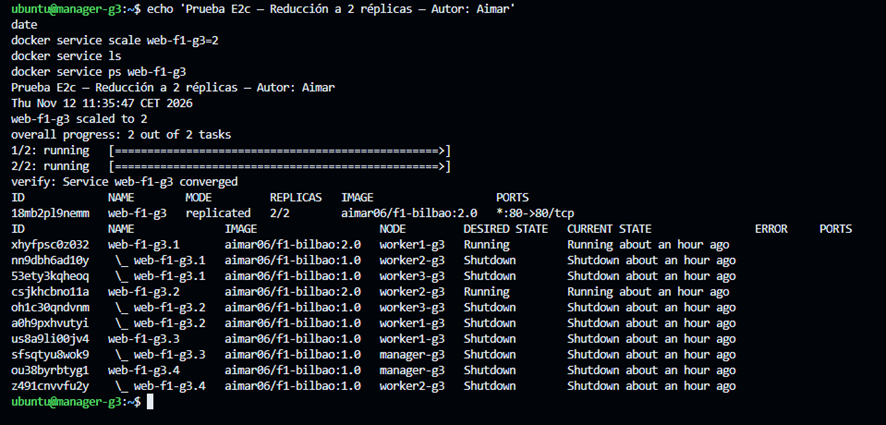 ubuntu@manager-g3:~$ echo 'Prueba E2c – Reducción a 2 réplicas – Autor: Aimar'
date
docker service scale web-f1-g3=2
docker service ls
docker service ps web-f1-g3
Prueba E2c – Reducción a 2 réplicas – Autor: Aimar
Thu Nov 12 11:35:47 CET 2026
web-f1-g3 scaled to 2
overall progress: 2 out of 2 tasks
1/2: running   [==================================================>]
2/2: running   [==================================================>]
verify: Service web-f1-g3 converged
ID             NAME        MODE         REPLICAS   IMAGE                   PORTS
18mb2pl9nemm   web-f1-g3   replicated   2/2        aimar06/f1-bilbao:2.0   *:80->80/tcp
ID             NAME              IMAGE                   NODE         DESIRED STATE   CURRENT STATE               ERROR     PORTS
xhyfpsc0z032   web-f1-g3.1       aimar06/f1-bilbao:2.0   worker1-g3   Running         Running about an hour ago
nn9dbh6ad10y    \_ web-f1-g3.1   aimar06/f1-bilbao:1.0   worker2-g3   Shutdown        Shutdown about an hour ago
53ety3kqheoq    \_ web-f1-g3.1   aimar06/f1-bilbao:1.0   worker3-g3   Shutdown        Shutdown about an hour ago
csjkhcbno11a   web-f1-g3.2       aimar06/f1-bilbao:2.0   worker2-g3   Running         Running about an hour ago
oh1c30qndvnm    \_ web-f1-g3.2   aimar06/f1-bilbao:1.0   worker3-g3   Shutdown        Shutdown about an hour ago
a0h9pxhvutyi    \_ web-f1-g3.2   aimar06/f1-bilbao:1.0   worker1-g3   Shutdown        Shutdown about an hour ago
us8a9li00jv4   web-f1-g3.3       aimar06/f1-bilbao:1.0   worker1-g3   Shutdown        Shutdown about an hour ago
sfsqtyu8wok9    \_ web-f1-g3.3   aimar06/f1-bilbao:1.0   manager-g3   Shutdown        Shutdown about an hour ago
ou38byrbtyg1   web-f1-g3.4       aimar06/f1-bilbao:1.0   manager-g3   Shutdown        Shutdown about an hour ago
z491cnvvfu2y    \_ web-f1-g3.4   aimar06/f1-bilbao:1.0   worker2-g3   Shutdown        Shutdown about an hour ago
ubuntu@manager-g3:~$